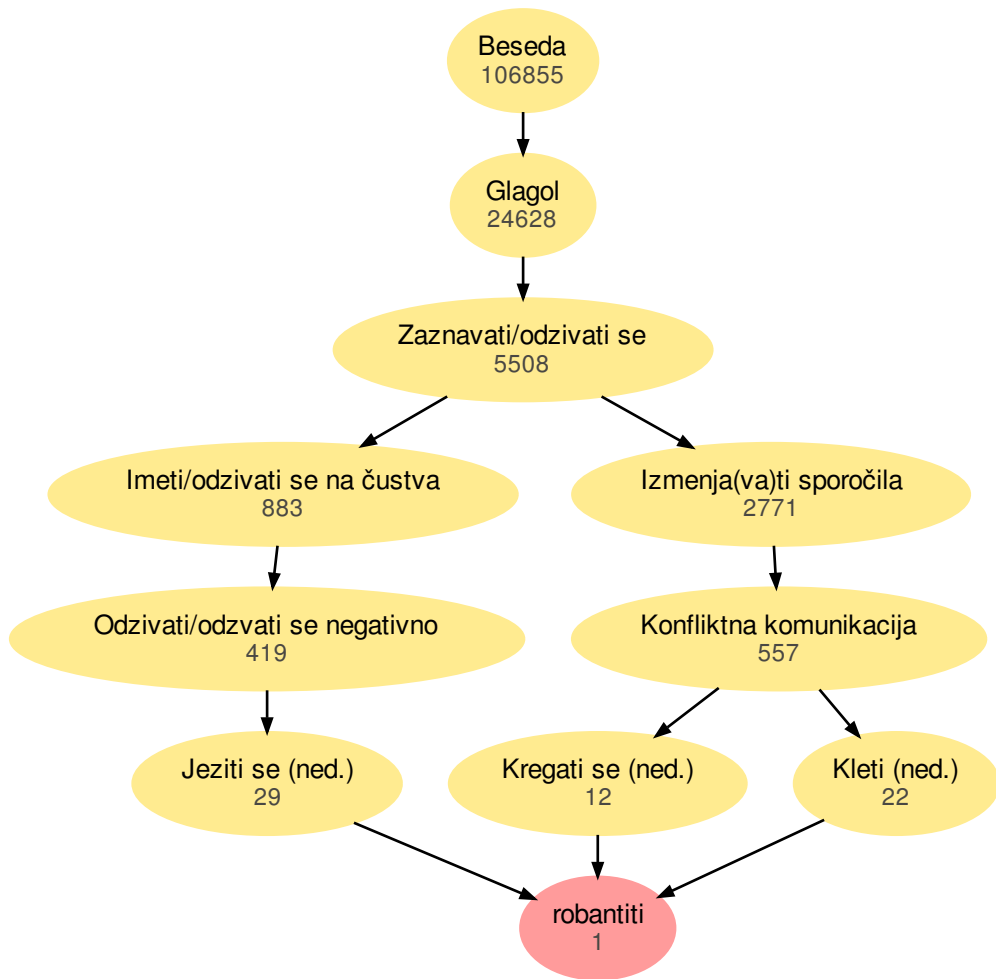 Beseda
106855
Glagol
24628
Zaznavati/odzivati se
5508
Imeti/odzivati se na čustva
883
Izmenja(va)ti sporočila
2771
Odzivati/odzvati se negativno
419
Konfliktna komunikacija
557
Jeziti se (ned.)
29
Kregati se (ned.)
12
Kleti (ned.)
22
robantiti
1